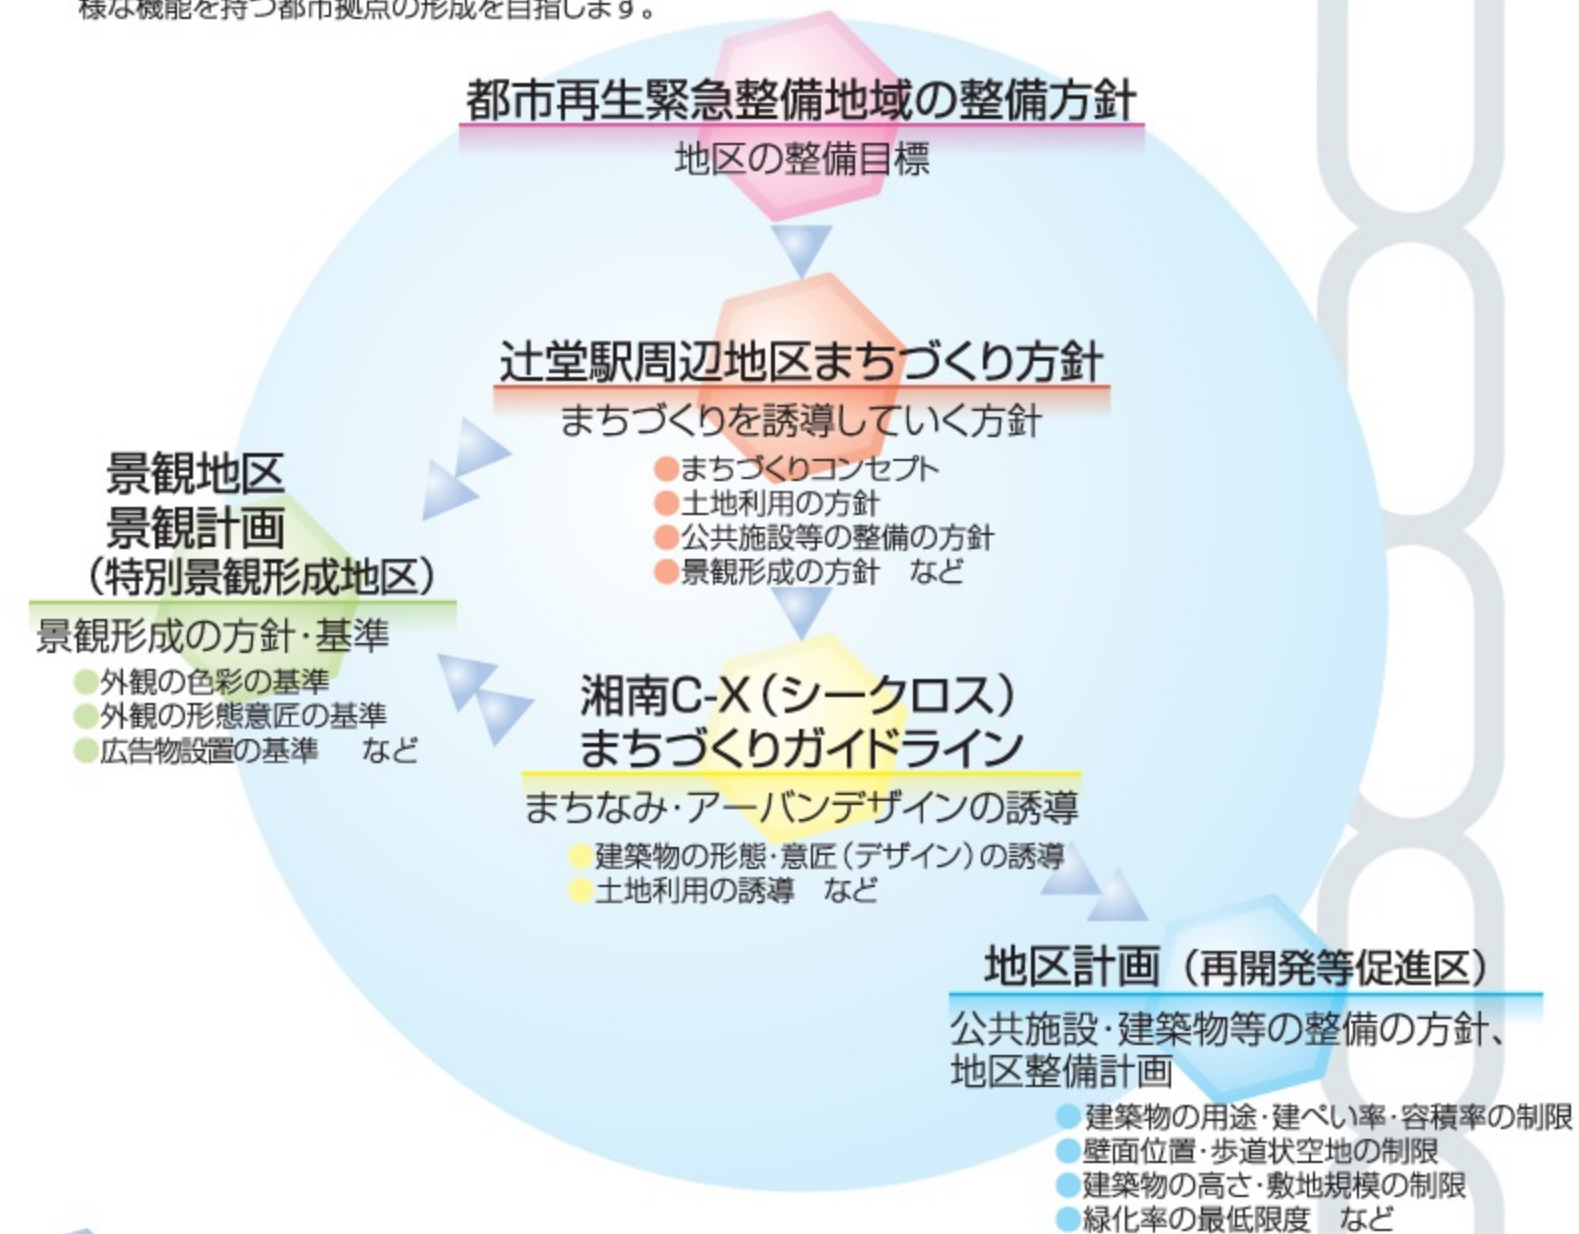 様な機能を持つ都市拠点の形成を目指します。
都市再生緊急整備地域の整備方針
地区の整備目標
辻堂駅周辺地区まちづくり方針
まちづくりを誘導していく方針
●まちづくりコンセプト
●土地利用の方針
●公共施設等の整備の方針
●景観形成の方針　など
景観地区
景観計画
（特別景観形成地区）
景観形成の方針・基準
●外観の色彩の基準
●外観の形態意匠の基準
●広告物設置の基準　など
湘南C-X（シークロス）
まちづくりガイドライン
まちなみ・アーバンデザインの誘導
●建築物の形態・意匠（デザイン）の誘導
●土地利用の誘導　など
地区計画（再開発等促進区）
公共施設・建築物等の整備の方針、
地区整備計画
●建築物の用途・建ぺい率・容積率の制限
●壁面位置・歩道状空地の制限
●建築物の高さ・敷地規模の制限
●緑化率の最低限度　など